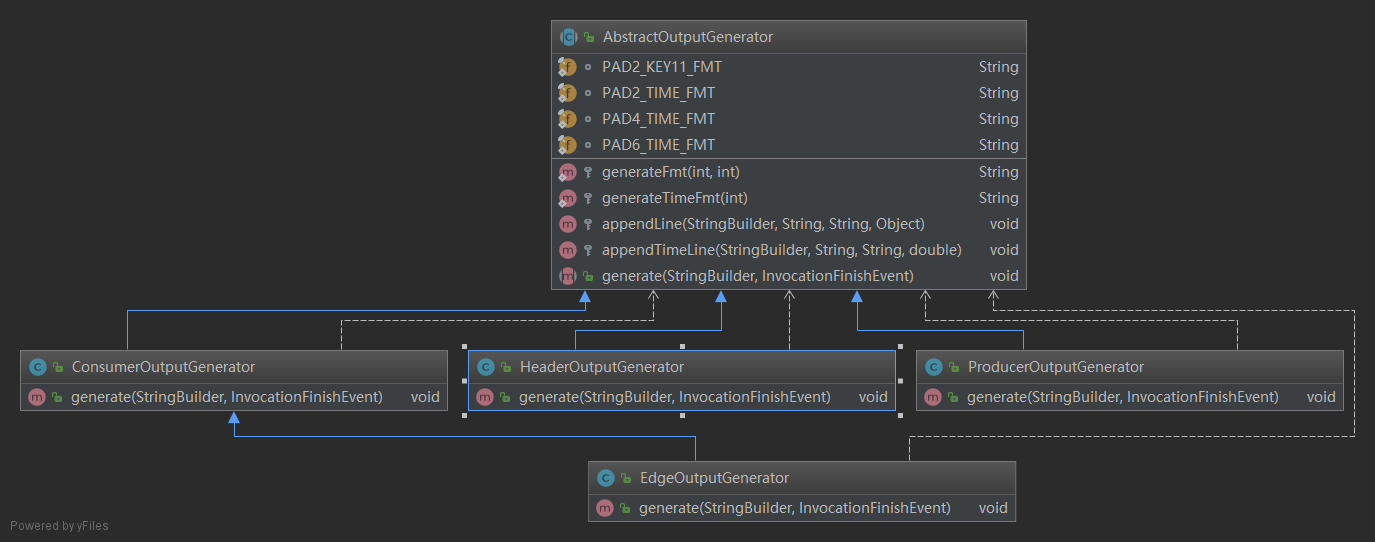 AbstractOutputGenerator
PAD2_KEY11_FMT String
PAD2_TIME_FMT String
PAD4_TIME_FMT String
PAD6_TIME_FMT String
generateFmt(int, int) String
generateTimeFmt(int) String
appendLine(StringBuilder, String, String, Object) void
appendTimeLine(StringBuilder, String, String, double) void
generate(StringBuilder, InvocationFinishEvent) void
ConsumerOutputGenerator
generate(StringBuilder, InvocationFinishEvent) void
HeaderOutputGenerator
generate(StringBuilder, InvocationFinishEvent) void
ProducerOutputGenerator
generate(StringBuilder, InvocationFinishEvent) void
EdgeOutputGenerator
generate(StringBuilder, InvocationFinishEvent) void
Powered by yFiles